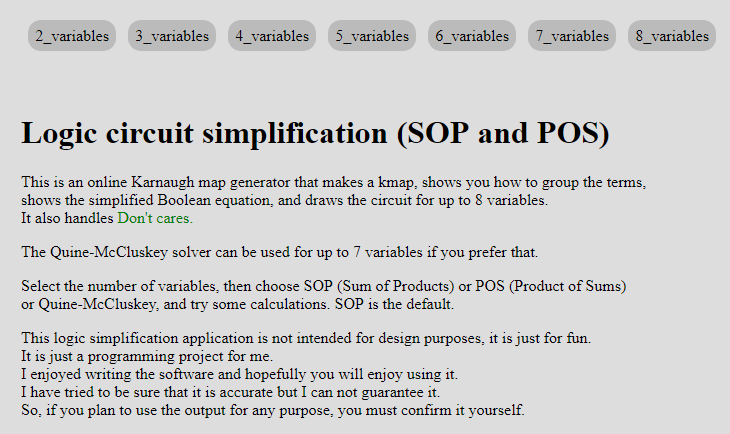 2_variables 3_variables 4_variables 5_variables 6_variables 7_variables 8_variables
Logic circuit simplification (SOP and POS)
This is an online Karnaugh map generator that makes a kmap, shows you how to group the terms,
shows the simplified Boolean equation, and draws the circuit for up to 8 variables.
It also handles Don't cares.
The Quine-McCluskey solver can be used for up to 7 variables if you prefer that.
Select the number of variables, then choose SOP (Sum of Products) or POS (Product of Sums)
or Quine-McCluskey, and try some calculations. SOP is the default.
This logic simplification application is not intended for design purposes, it is just for fun.
It is just a programming project for me.
I enjoyed writing the software and hopefully you will enjoy using it.
I have tried to be sure that it is accurate but I can not guarantee it.
So, if you plan to use the output for any purpose, you must confirm it yourself.